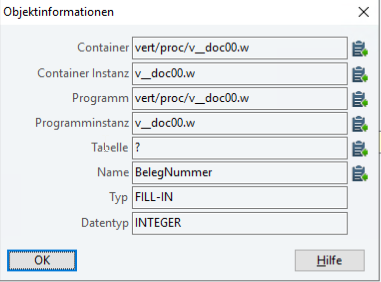 Objektinformationen
Container vert/proc/v__doc00.w
Container Instanz v__doc00.w
Programm vert/proc/v__doc00.w
Programminstanz v__doc00.w
Tabelle ?
Name BelegNummer
Typ FILL-IN
Datentyp INTEGER
OK Hilfe